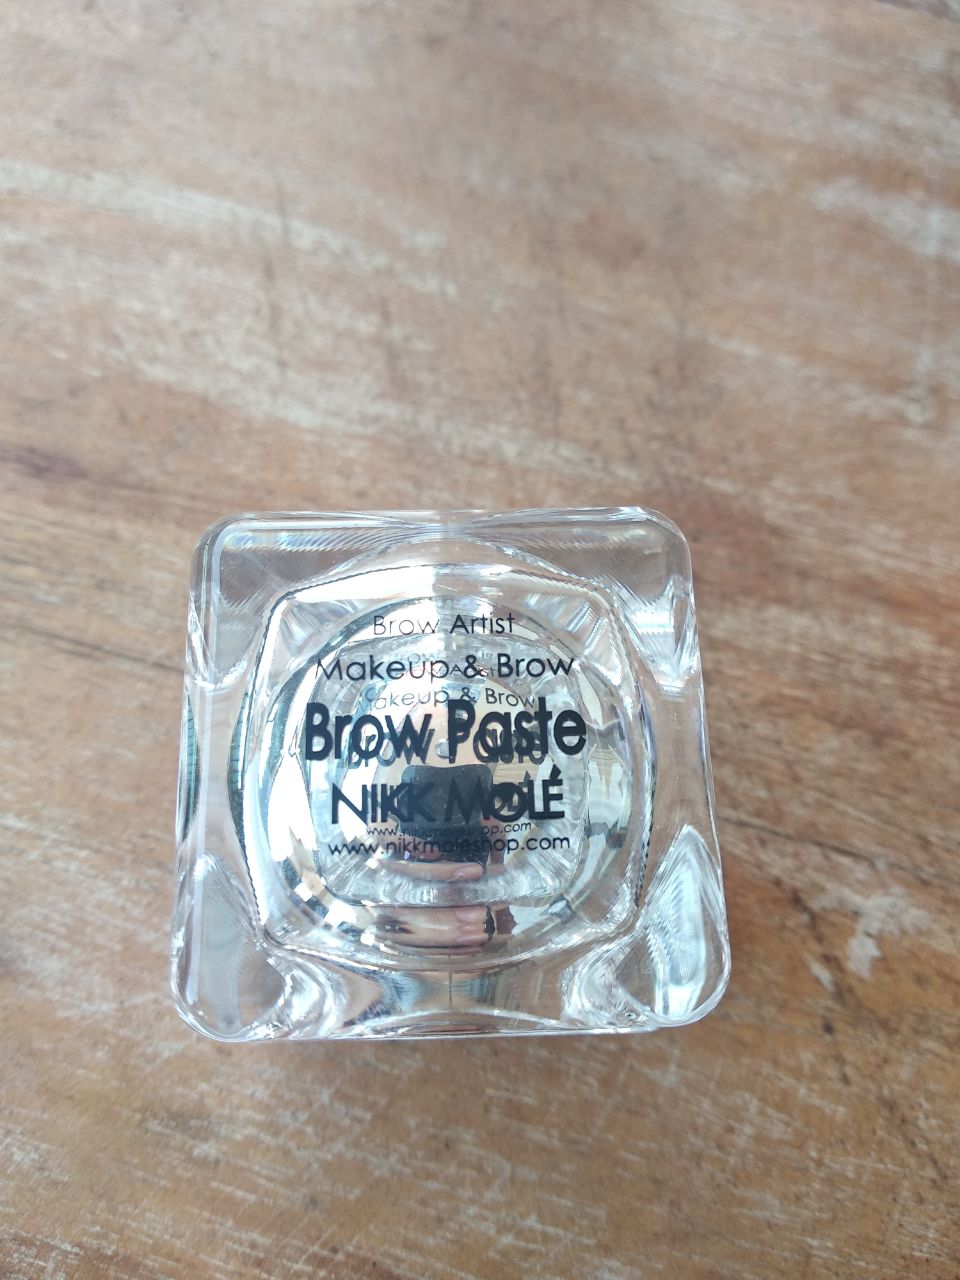 Brow Artist
Makeup & Brow
Brow Paste
NIKK MOLÉ
www.nikkmoleshop.com